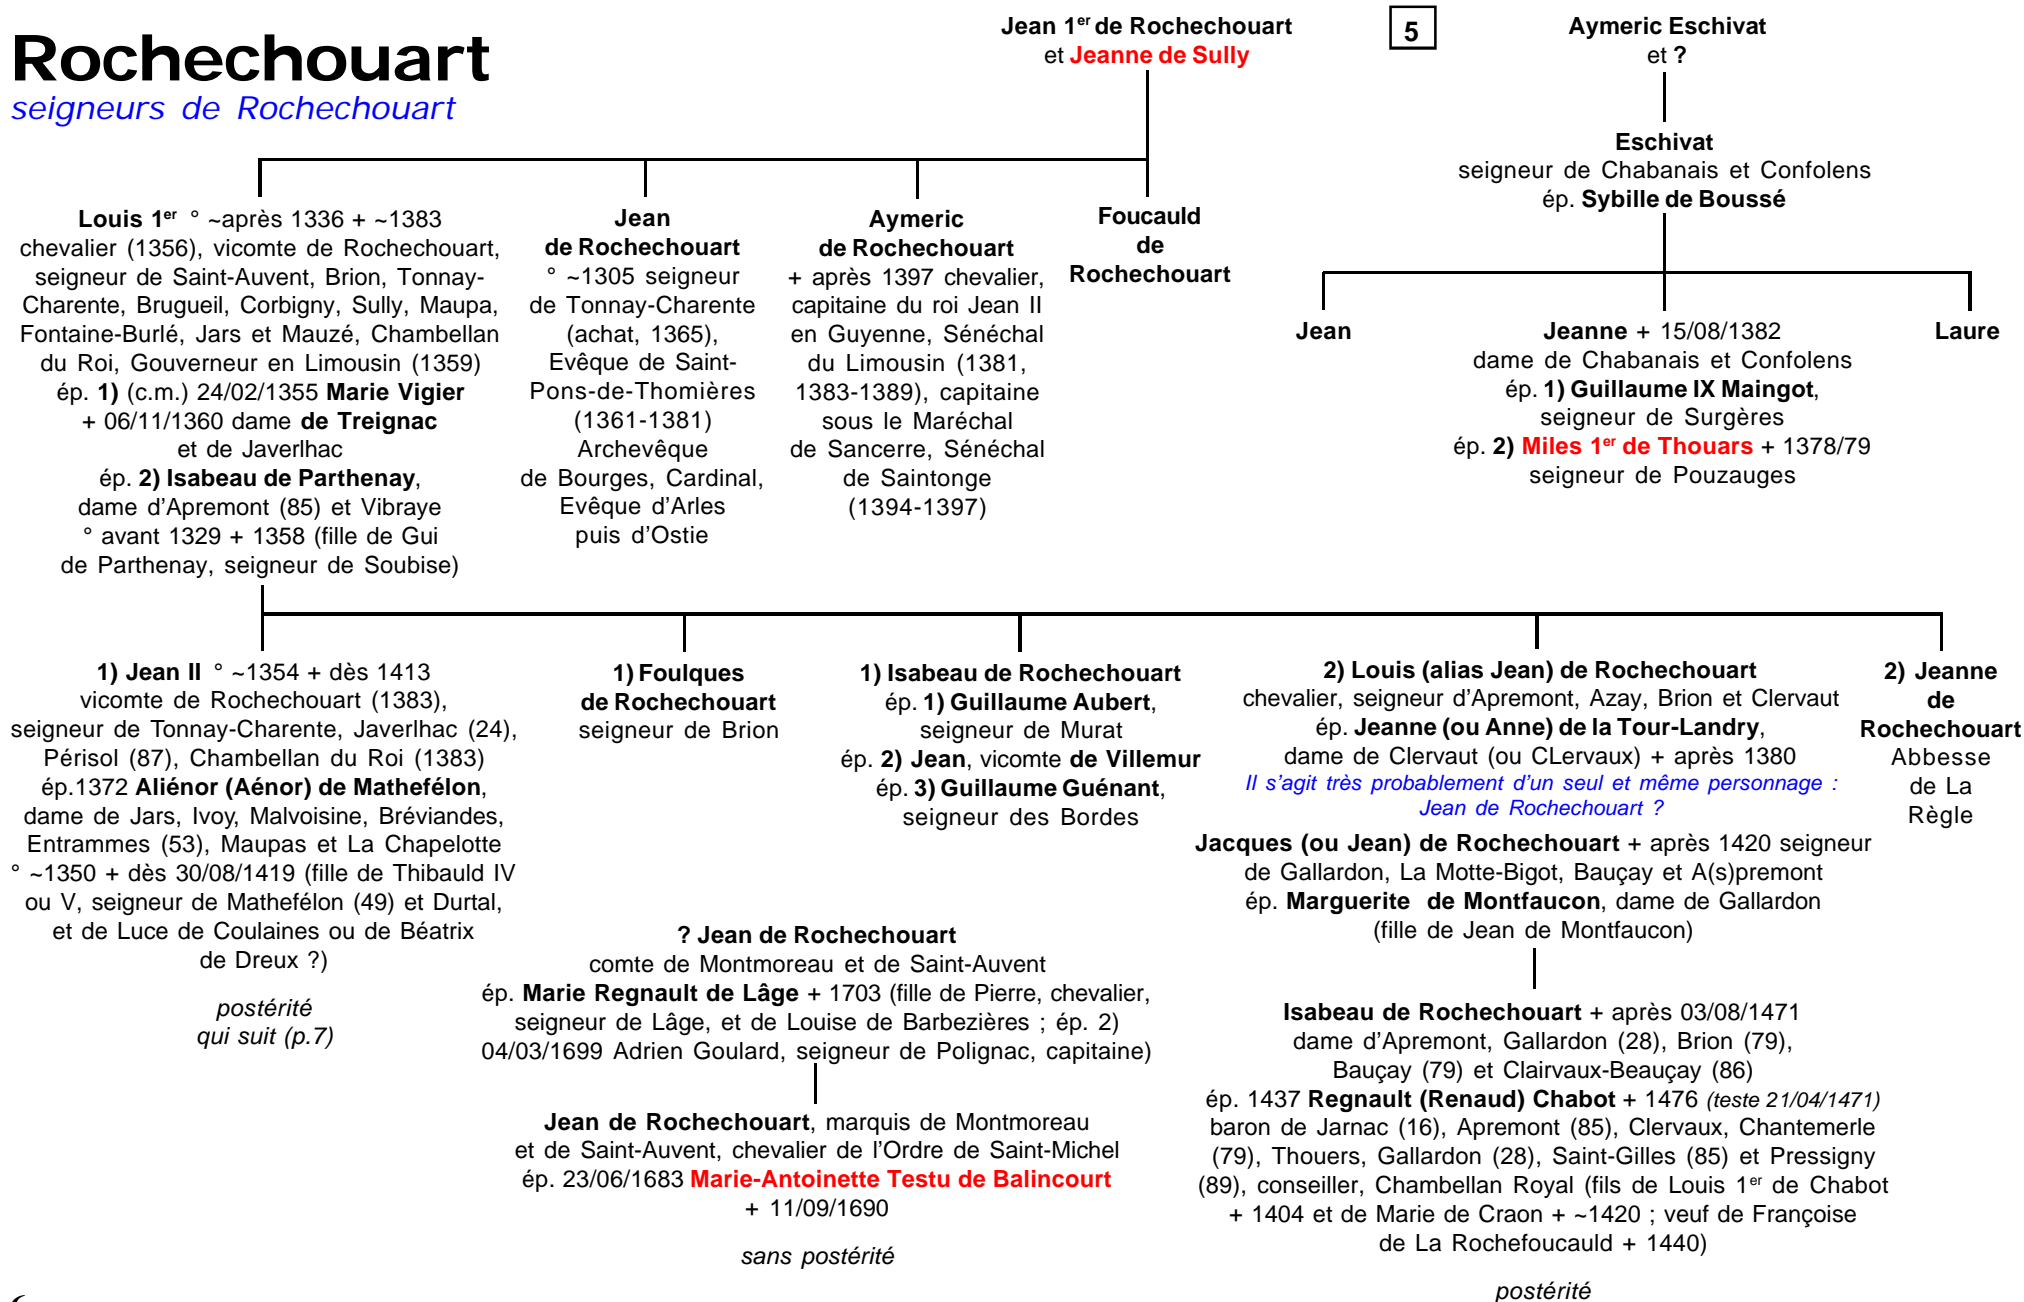 Rochechouart
seigneurs de Rochechouart
Jean 1er de Rochechouart
et Jeanne de Sully
5
Aymeric Eschivat
et ?
Eschivat
seigneur de Chabanais et Confolens
ép. Sybille de Boussé
Louis 1er ° ~après 1336 + ~1383
chevalier (1356), vicomte de Rochechouart,
seigneur de Saint-Auvent, Brion, Tonnay-
Charente, Brugueil, Corbigny, Sully, Maupa,
Fontaine-Burlé, Jars et Mauzé, Chambellan
du Roi, Gouverneur en Limousin (1359)
ép. 1) (c.m.) 24/02/1355 Marie Vigier
+ 06/11/1360 dame de Treignac
et de Javerlhac
ép. 2) Isabeau de Parthenay,
dame d’Apremont (85) et Vibraye
° avant 1329 + 1358 (fille de Gui
de Parthenay, seigneur de Soubise)
Jean
de Rochechouart
° ~1305 seigneur
de Tonnay-Charente
(achat, 1365),
Evêque de Saint-
Pons-de-Thomières
(1361-1381)
Archevêque
de Bourges, Cardinal,
Evêque d’Arles
puis d’Ostie
Aymeric
de Rochechouart
+ après 1397 chevalier,
capitaine du roi Jean II
en Guyenne, Sénéchal
du Limousin (1381,
1383-1389), capitaine
sous le Maréchal
de Sancerre, Sénéchal
de Saintonge
(1394-1397)
Foucauld
de
Rochechouart
Jean
Jeanne + 15/08/1382
dame de Chabanais et Confolens
ép. 1) Guillaume IX Maingot,
seigneur de Surgères
ép. 2) Miles 1er de Thouars + 1378/79
seigneur de Pouzauges
Laure
1) Jean II ° ~1354 + dès 1413
vicomte de Rochechouart (1383),
seigneur de Tonnay-Charente, Javerlhac (24),
Périsol (87), Chambellan du Roi (1383)
ép.1372 Aliénor (Aénor) de Mathefélon,
dame de Jars, Ivoy, Malvoisine, Bréviandes,
Entrammes (53), Maupas et La Chapelotte
° ~1350 + dès 30/08/1419 (fille de Thibauld IV
ou V, seigneur de Mathefélon (49) et Durtal,
et de Luce de Coulaines ou de Béatrix
de Dreux ?)
postérité
qui suit (p.7)
1) Foulques
de Rochechouart
seigneur de Brion
1) Isabeau de Rochechouart
ép. 1) Guillaume Aubert,
seigneur de Murat
ép. 2) Jean, vicomte de Villemur
ép. 3) Guillaume Guénant,
seigneur des Bordes
2) Louis (alias Jean) de Rochechouart
chevalier, seigneur d’Apremont, Azay, Brion et Clervaut
ép. Jeanne (ou Anne) de la Tour-Landry,
dame de Clervaut (ou CLervaux) + après 1380
Il s’agit très probablement d’un seul et même personnage :
Jean de Rochechouart ?
Jacques (ou Jean) de Rochechouart + après 1420 seigneur
de Gallardon, La Motte-Bigot, Bauçay et A(s)premont
ép. Marguerite de Montfaucon, dame de Gallardon
(fille de Jean de Montfaucon)
2) Jeanne
de
Rochechouart
Abbesse
de La
Règle
? Jean de Rochechouart
comte de Montmoreau et de Saint-Auvent
ép. Marie Regnault de Lâge + 1703 (fille de Pierre, chevalier,
seigneur de Lâge, et de Louise de Barbezières ; ép. 2)
04/03/1699 Adrien Goulard, seigneur de Polignac, capitaine)
Jean de Rochechouart, marquis de Montmoreau
et de Saint-Auvent, chevalier de l’Ordre de Saint-Michel
ép. 23/06/1683 Marie-Antoinette Testu de Balincourt
+ 11/09/1690
sans postérité
Isabeau de Rochechouart + après 03/08/1471
dame d’Apremont, Gallardon (28), Brion (79),
Bauçay (79) et Clairvaux-Beauçay (86)
ép. 1437 Regnault (Renaud) Chabot + 1476 (teste 21/04/1471)
baron de Jarnac (16), Apremont (85), Clervaux, Chantemerle
(79), Thouers, Gallardon (28), Saint-Gilles (85) et Pressigny
(89), conseiller, Chambellan Royal (fils de Louis 1er de Chabot
+ 1404 et de Marie de Craon + ~1420 ; veuf de Françoise
de La Rochefoucauld + 1440)
postérité